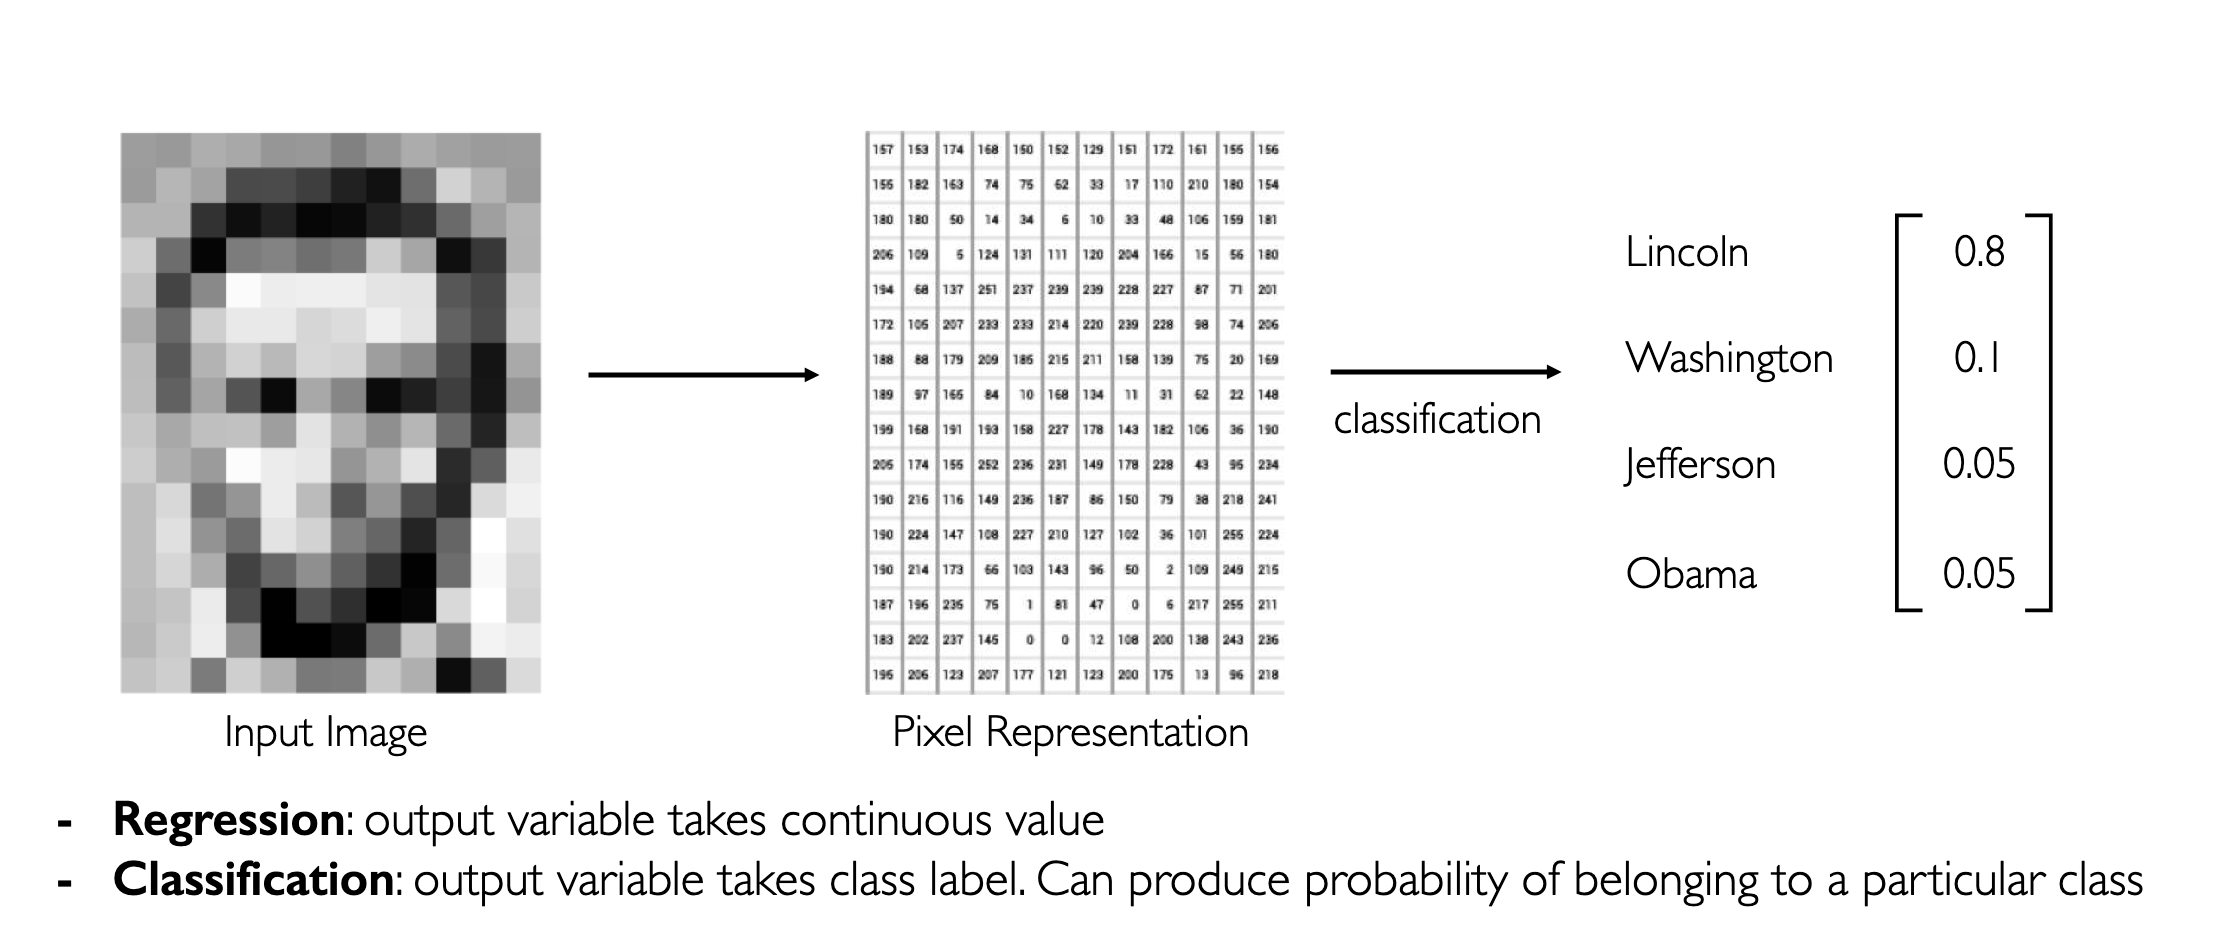 157 153 174 168 150 152 129 151 172 161 155 156
155 182 163 74 75 62 33 17 110 210 180 154
180 180 50 14 34 6 10 33 48 106 159 181
206 109 5 124 131 111 120 204 166 15 56 180
194 68 137 251 237 239 239 228 227 87 71 201
172 105 207 233 233 214 220 239 228 98 74 206
188 88 179 209 185 215 211 158 139 75 20 169
189 97 165 84 10 168 134 11 31 62 22 148
199 168 191 193 158 227 178 143 182 106 36 190
205 174 155 252 236 231 149 178 228 43 95 234
190 216 116 149 236 187 86 150 79 38 218 241
190 224 147 108 227 210 127 102 36 101 255 224
190 214 173 66 103 143 96 50 2 109 249 215
187 196 235 75 1 81 47 0 6 217 255 211
183 202 237 145 0 0 12 108 200 138 243 236
195 206 123 207 177 121 123 200 175 13 96 218
Lincoln 0.8
Washington 0.1
classification
Jefferson 0.05
Obama 0.05
Input Image
Pixel Representation
- Regression: output variable takes continuous value
- Classification: output variable takes class label. Can produce probability of belonging to a particular class